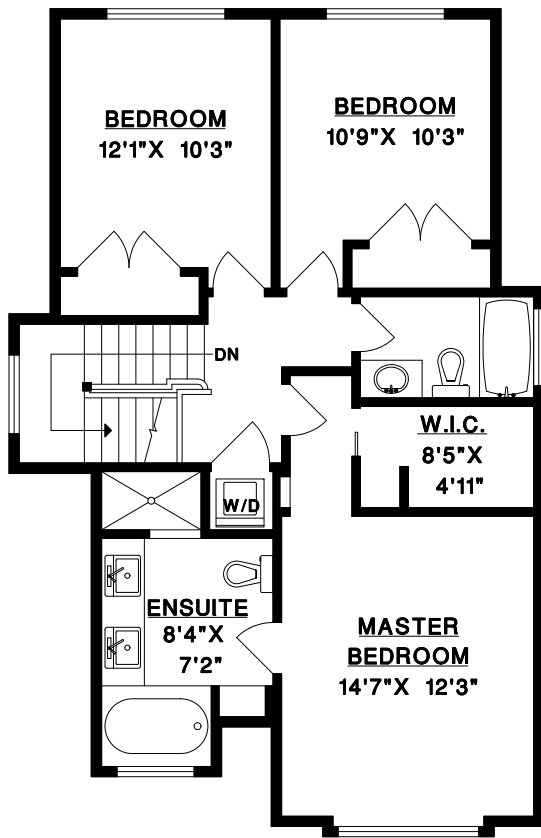 BEDROOM
12'1"X 10'3"
BEDROOM
10'9"X 10'3"
DN
W.I.C.
8'5"X
4'11"
W/D
ENSUITE
8'4"X
7'2"
MASTER
BEDROOM
14'7"X 12'3"